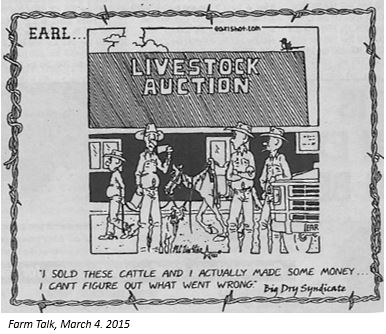 EARL...
earlshot.com
LIVESTOCK
AUCTION
"I SOLD THESE CATTLE AND I ACTUALLY MADE SOME MONEY...
I CANT FIGURE OUT WHAT WENT WRONG."
Big Dry Syndicate
Farm Talk, March 4. 2015